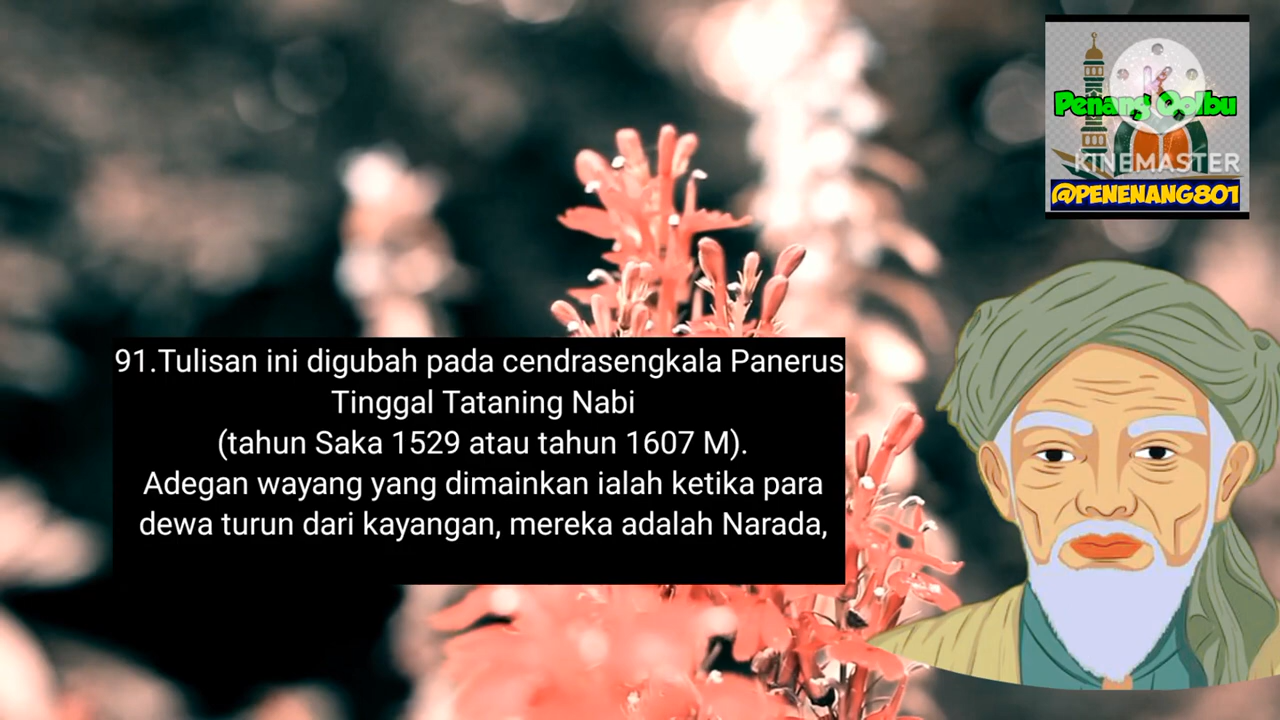 Penang Qolbu
KINEMASTER
@PENENANG801
91.Tulisan ini digubah pada cendrasengkala Panerus
Tinggal Tataning Nabi
(tahun Saka 1529 atau tahun 1607 M).
Adegan wayang yang dimainkan ialah ketika para
dewa turun dari kayangan, mereka adalah Narada,